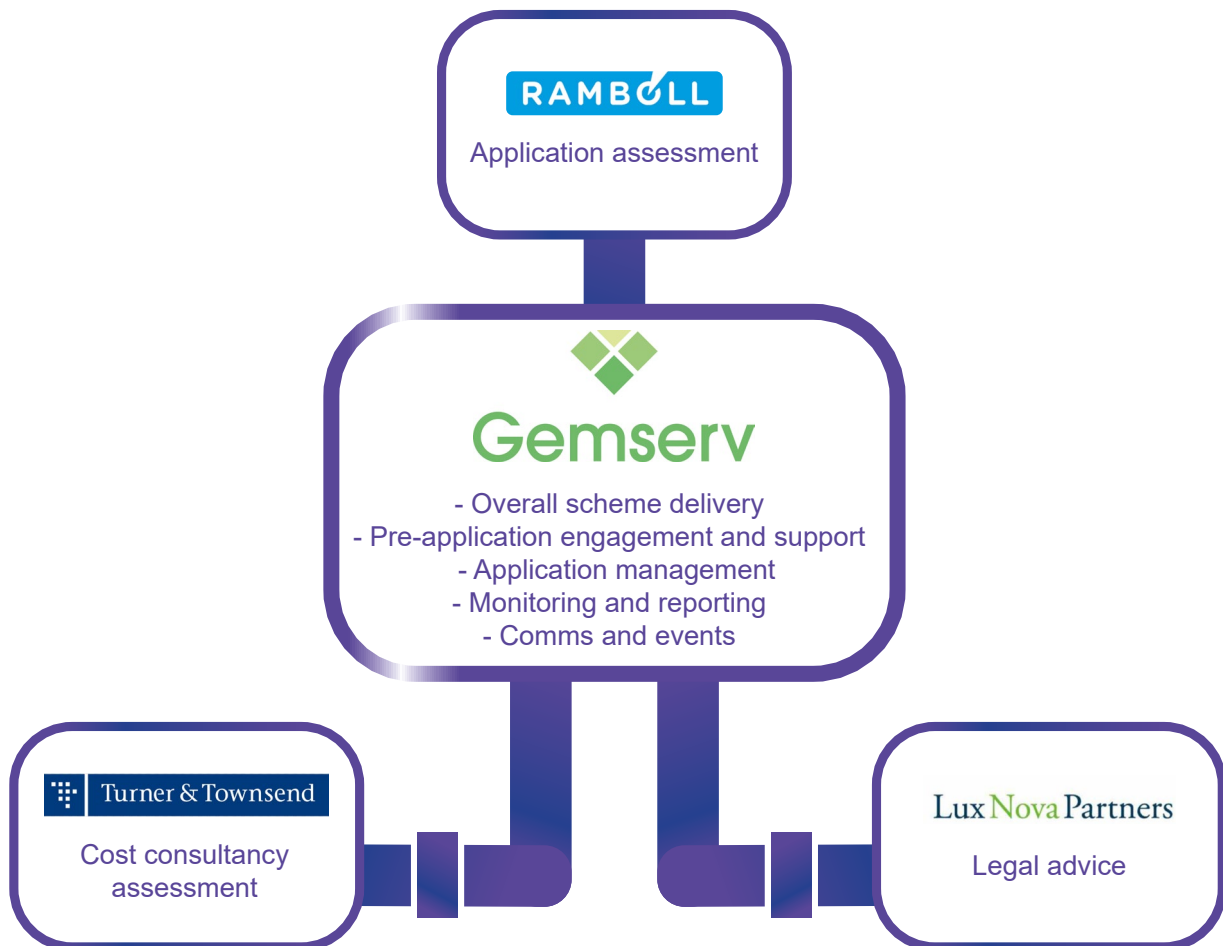 RAMBOLL
Application assessment
Gemserv
- Overall scheme delivery
- Pre-application engagement and support
- Application management
- Monitoring and reporting
- Comms and events
Turner & Townsend
Cost consultancy
assessment
Lux Nova Partners
Legal advice